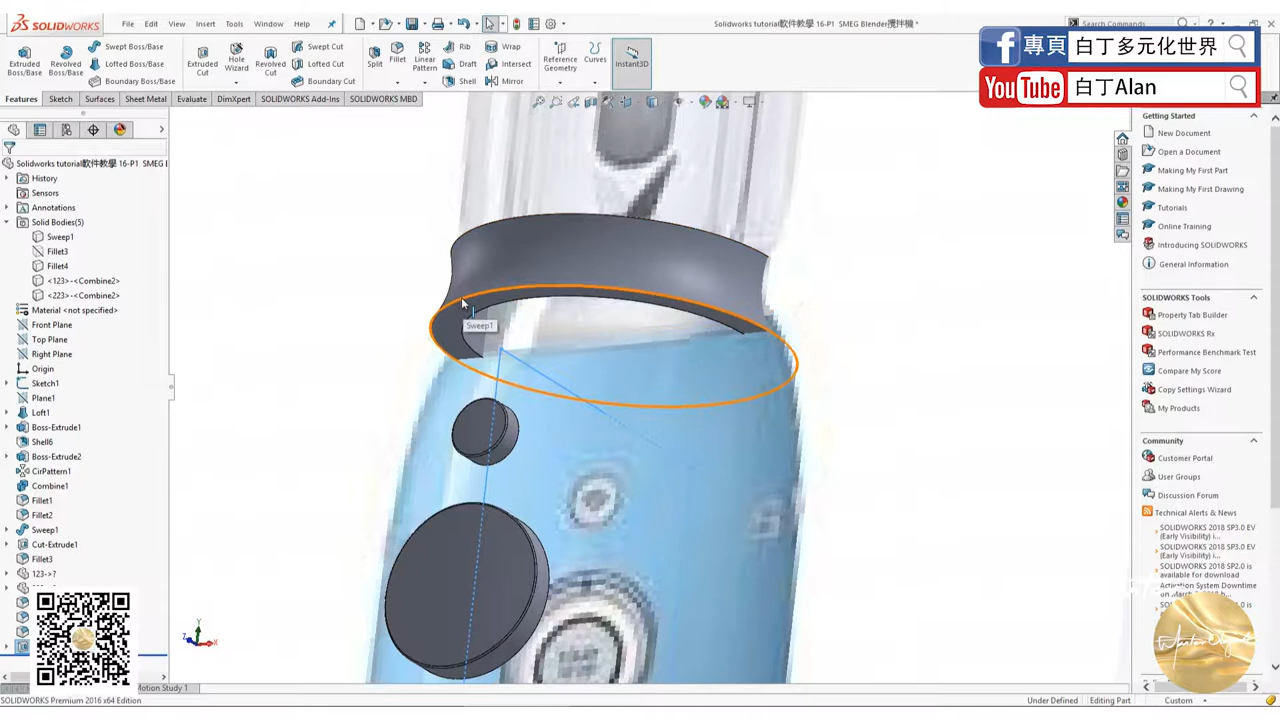 SOLIDWORKS
File Edit View Insert Tools Window Help
Solidworks tutorial軟件教學 16-P1 SMEG Blender攪拌機 *
Search Commands
專頁 白丁多元化世界
YouTube 白丁Alan
Extruded Boss/Base
Revolved Boss/Base
Swept Boss/Base
Lofted Boss/Base
Boundary Boss/Base
Extruded Cut
Hole Wizard
Revolved Cut
Swept Cut
Lofted Cut
Boundary Cut
Split
Fillet
Linear Pattern
Rib
Draft
Shell
Wrap
Intersect
Mirror
Reference Geometry
Curves
Instant3D
Features Sketch Surfaces Sheet Metal Evaluate DimXpert SOLIDWORKS Add-Ins SOLIDWORKS MBD
Solidworks tutorial軟件教學 16-P1 SMEG B
History
Sensors
Annotations
Solid Bodies(5)
Sweep1
Fillet3
Fillet4
<123>-<Combine2>
<223>-<Combine2>
Material <not specified>
Front Plane
Top Plane
Right Plane
Origin
Sketch1
Plane1
Loft1
Boss-Extrude1
Shell6
Boss-Extrude2
CirPattern1
Combine1
Fillet1
Fillet2
Sweep1
Cut-Extrude1
Fillet3
123->?
Sweep1
Y
Z
X
Motion Study 1
SOLIDWORKS Premium 2016 x64 Edition
Under Defined
Editing Part
Custom
Getting Started
New Document
Open a Document
Making My First Part
Making My First Drawing
Tutorials
Online Training
Introducing SOLIDWORKS
General Information
SOLIDWORKS Tools
Property Tab Builder
SOLIDWORKS Rx
Performance Benchmark Test
Compare My Score
Copy Settings Wizard
My Products
Community
Customer Portal
User Groups
Discussion Forum
Technical Alerts & News
SOLIDWORKS 2018 SP3.0 EV
(Early Visibility) i...
SOLIDWORKS 2018 SP3.0 EV
(Early Visibility) i...
SOLIDWORKS 2018 SP2.0 is
available for download
Activation System Downtime